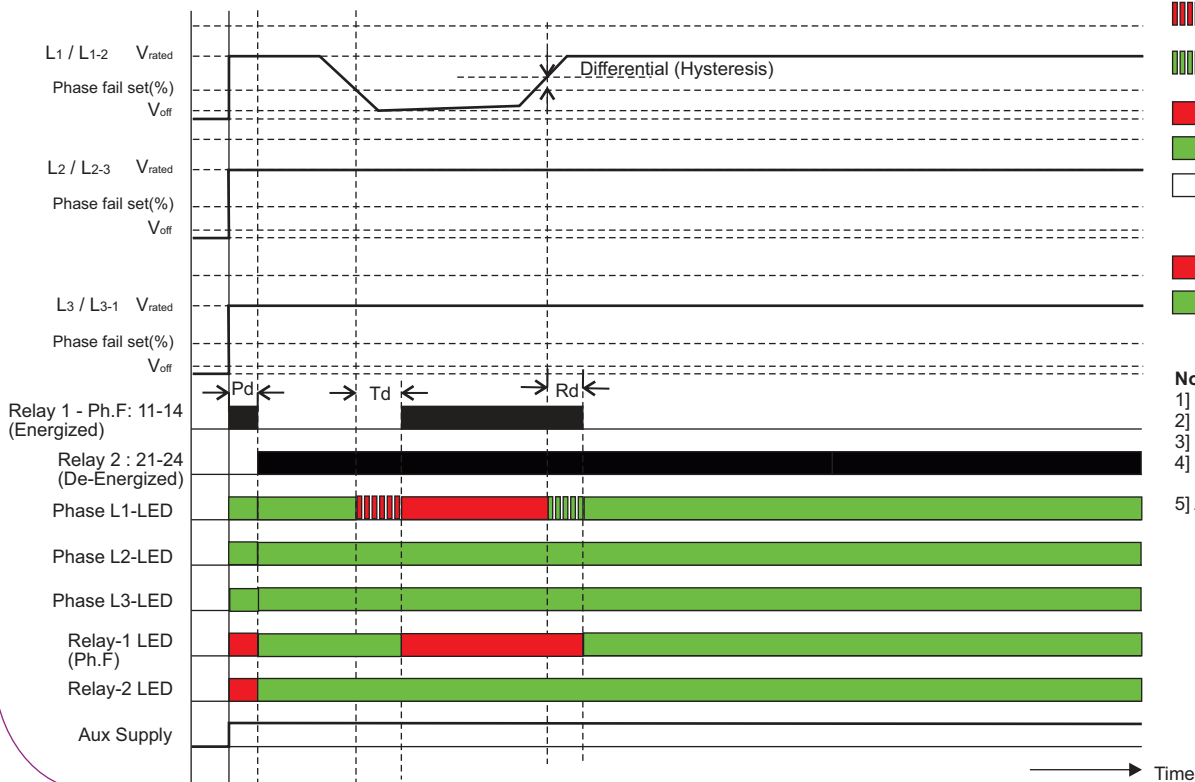 L1 / L1-2 Vrated
Differential (Hysteresis)
Phase fail set(%)
Voff
L2 / L2-3 Vrated
Phase fail set(%)
Voff
L3 / L3-1 Vrated
Phase fail set(%)
Voff
Pd
Td
Rd
Relay 1 - Ph.F: 11-14
(Energized)
Relay 2 : 21-24
(De-Energized)
Phase L1-LED
Phase L2-LED
Phase L3-LED
Relay-1 LED
(Ph.F)
Relay-2 LED
Aux Supply
Time
No
1]
2]
3]
4]
5]